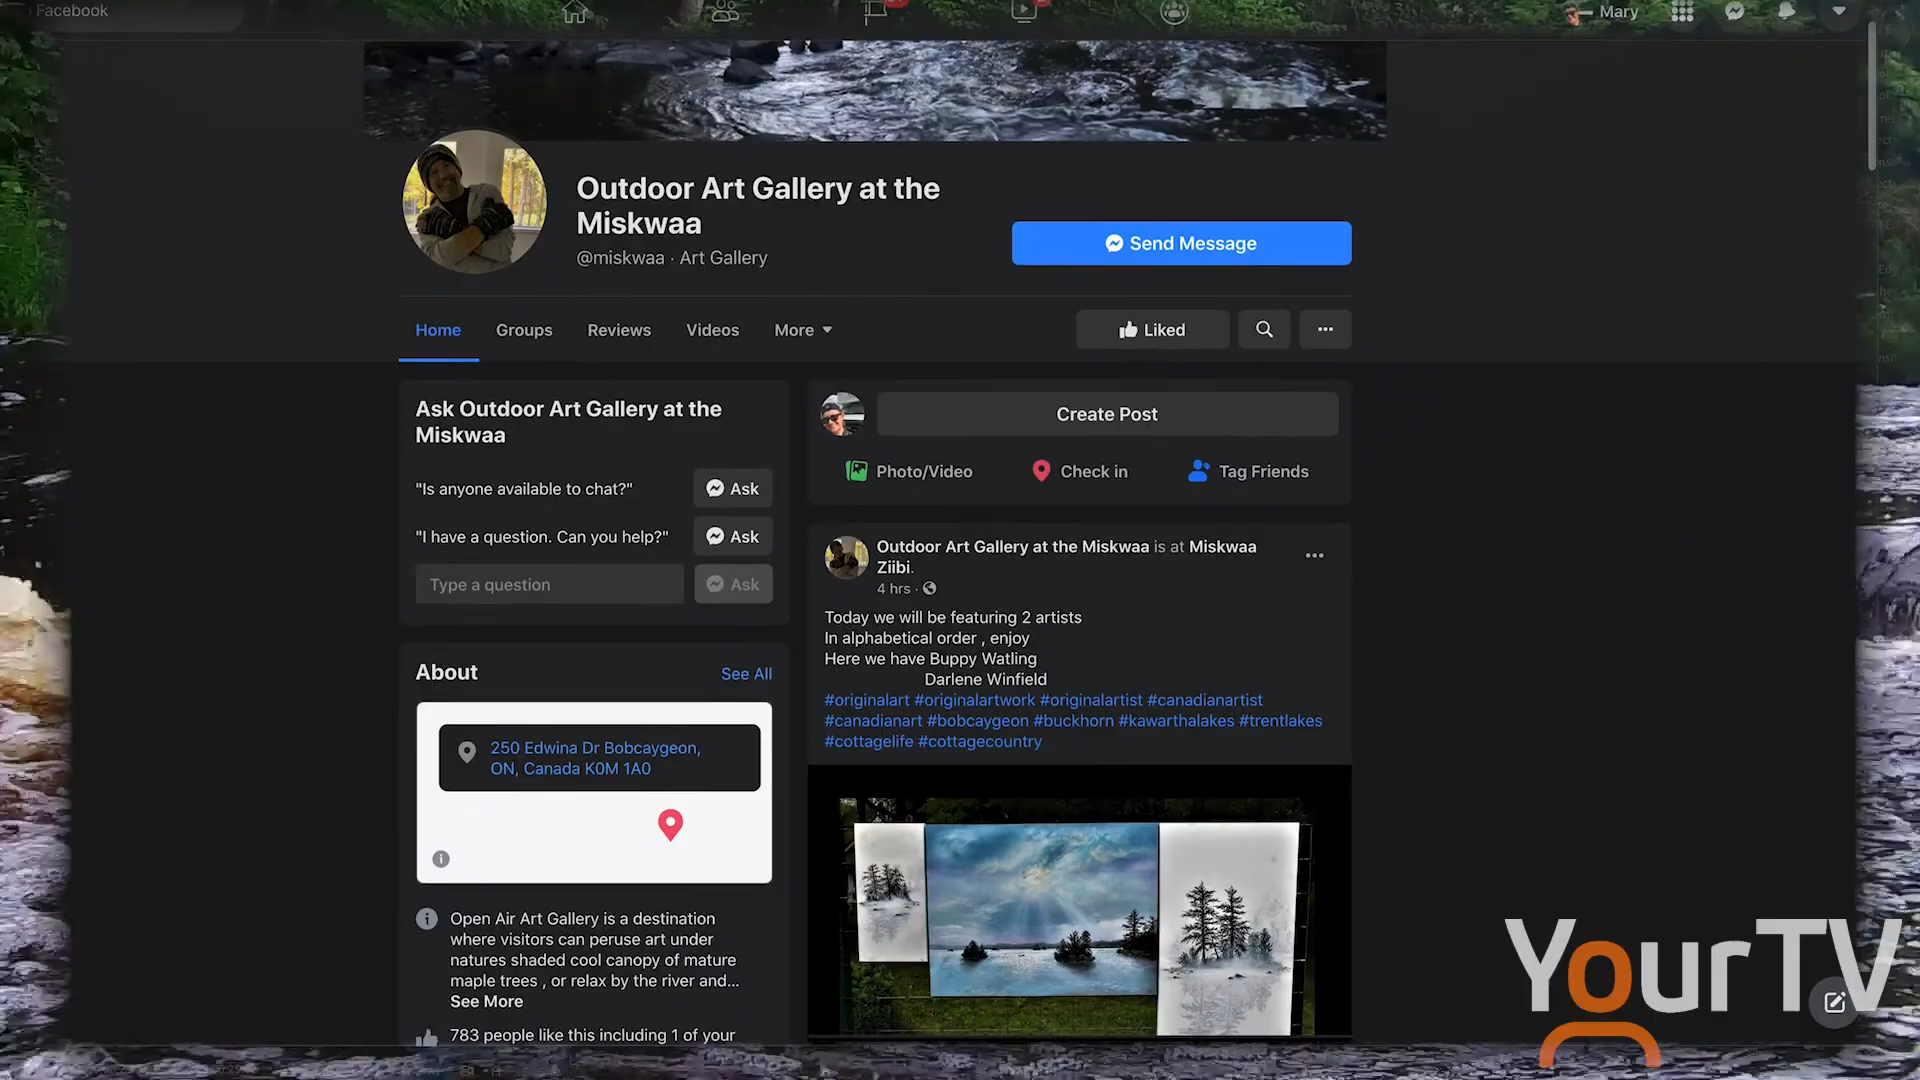 Facebook
Mary
Outdoor Art Gallery at the
Miskwaa
@miskwaa · Art Gallery
Send Message
Home
Groups
Reviews
Videos
More
Liked
Ask Outdoor Art Gallery at the
Miskwaa
"Is anyone available to chat?"
Ask
"I have a question. Can you help?"
Ask
Type a question
Ask
About
See All
250 Edwina Dr Bobcaygeon,
ON, Canada K0M 1A0
Open Air Art Gallery is a destination
where visitors can peruse art under
natures shaded cool canopy of mature
maple trees , or relax by the river and...
See More
783 people like this including 1 of your
Create Post
Photo/Video
Check in
Tag Friends
Outdoor Art Gallery at the Miskwaa is at Miskwaa
Ziibi.
4 hrs ·
Today we will be featuring 2 artists
In alphabetical order , enjoy
Here we have Buppy Watling
Darlene Winfield
#originalart #originalartwork #originalartist #canadianartist
#canadianart #bobcaygeon #buckhorn #kawarthalakes #trentlakes
#cottagelife #cottagecountry
YourTV